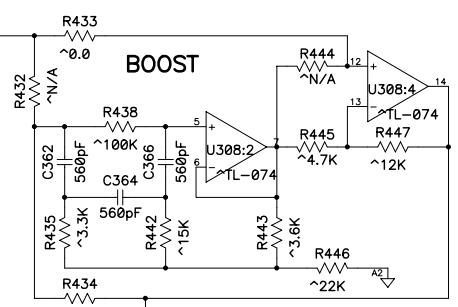 R433
^0.0
BOOST
R444
^N/A
12
+
U308:4
14
^TL-074
13
-
R432
^N/A
R438
^100K
5
+
U308:2
7
6
-
^TL-074
R445
^4.7K
R447
^12K
C362
560pF
C366
560pF
C364
560pF
R435
^3.3K
R442
^15K
R443
^3.6K
R446
^22K
A2
R434